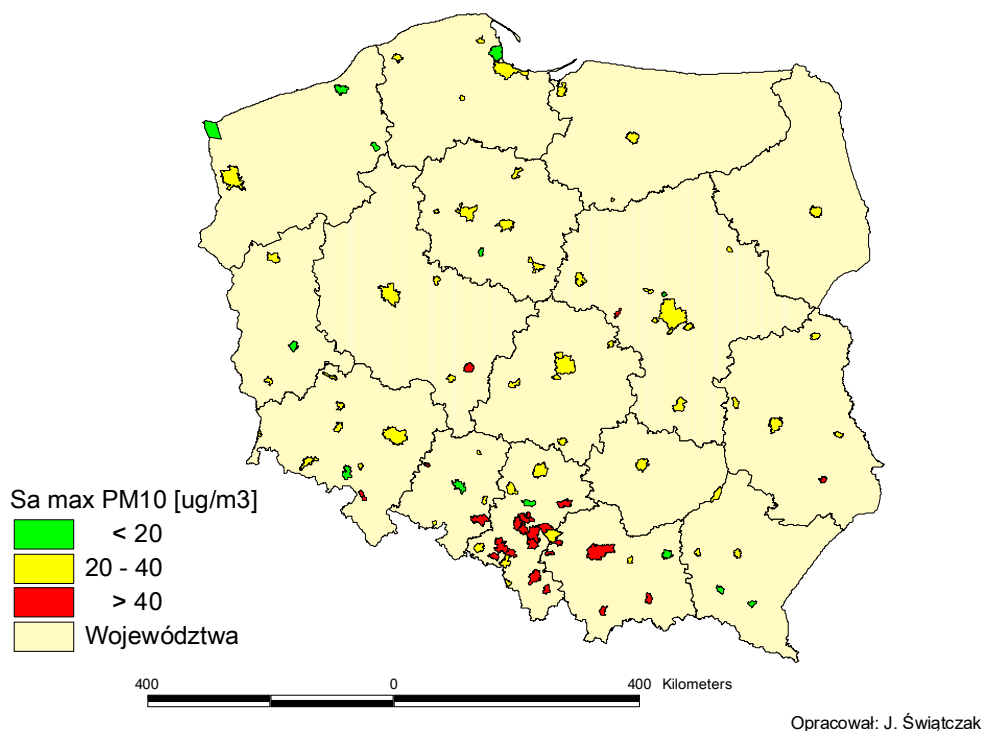 Sa max PM10 [ug/m3]
< 20
20 - 40
> 40
Województwa
400 0 400 Kilometers
Opracował: J. Świątczak